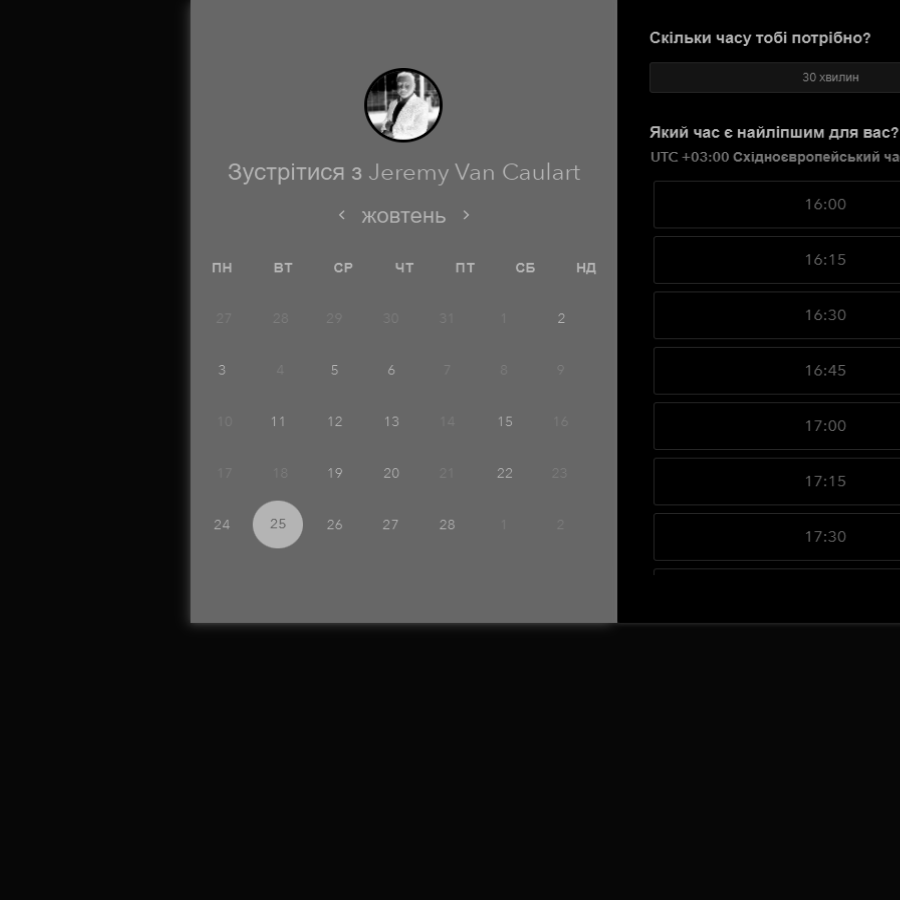 Зустрітися з Jeremy Van Caulart
жовтень
ПН ВТ СР ЧТ ПТ СБ НД
27 28 29 30 31 1 2
3 4 5 6 7 8 9
10 11 12 13 14 15 16
17 18 19 20 21 22 23
24 25 26 27 28 1 2
Скільки часу тобі потрібно?
30 хвилин
Який час є найліпшим для вас?
UTC +03:00 Східноєвропейський ча
16:00
16:15
16:30
16:45
17:00
17:15
17:30